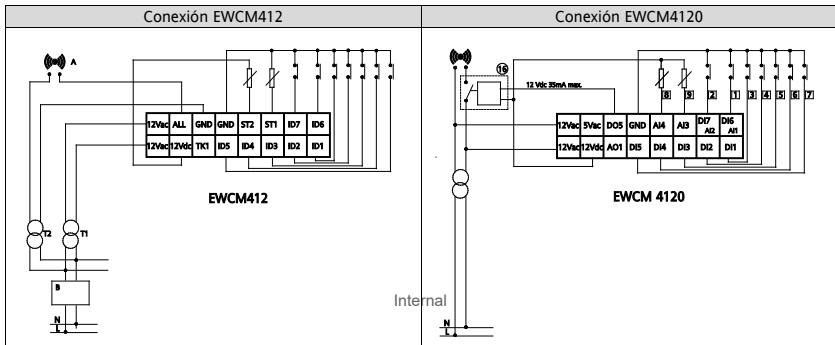 Conexión EWCM412
Conexión EWCM4120
A
12Vac ALL GND GND ST2 ST1 ID7 ID6
12Vac 12Vdc TK1 ID5 ID4 ID3 ID2 ID1
EWCM412
T2
T1
B
N
L
16
12 Vdc 35mA max.
8 9 2 1 3 4 5 6 7
12Vac 5Vac DO5 GND AI4 AI3 DI7 AI2 DI6 AI1
12Vac 12Vdc AO1 DI5 DI4 DI3 DI2 DI1
EWCM 4120
N
L
Internal